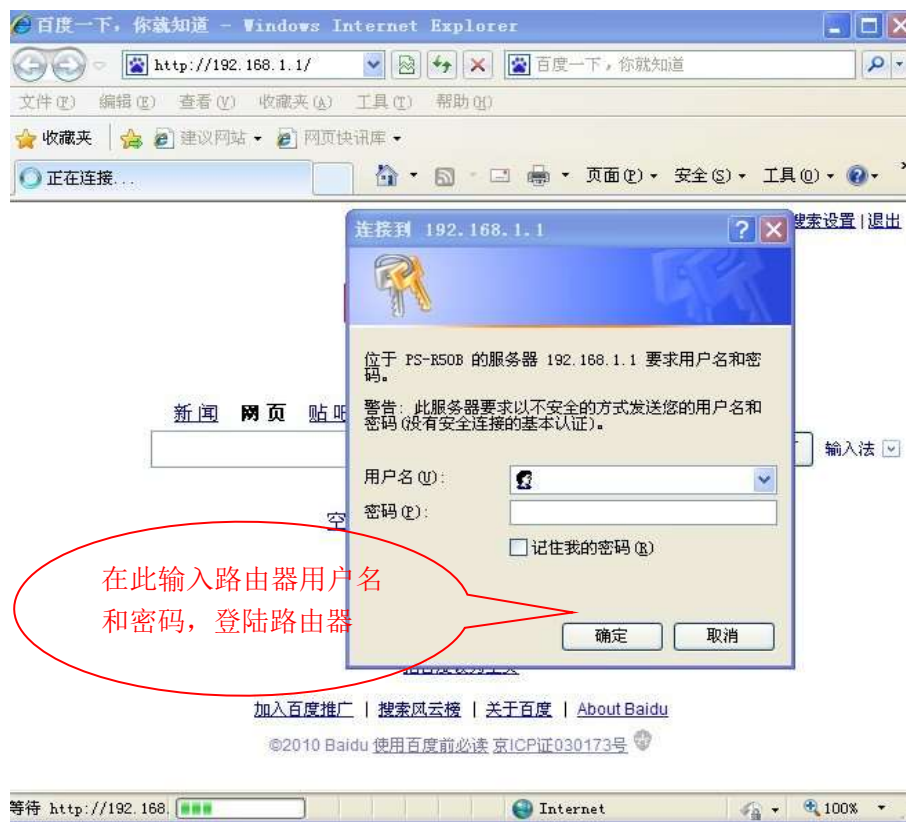 百度一下，你就知道 - Windows Internet Explorer
http://192.168.1.1/ 百度一下，你就知道
文件(F) 编辑(E) 查看(V) 收藏夹(A) 工具(T) 帮助(H)
收藏夹 建议网站 网页快讯库
正在连接... 页面(P) 安全(S) 工具(O)
搜索设置 | 退出
连接到 192.168.1.1
位于 PS-R50B 的服务器 192.168.1.1 要求用户名和密
码。
新闻 网页 贴吧
警告: 此服务器要求以不安全的方式发送您的用户名和
密码(没有安全连接的基本认证)。
输入法
用户名(U):
密码(P):
空
记住我的密码(R)
在此输入路由器用户名
和密码，登陆路由器
确定 取消
加入百度推广 | 搜索风云榜 | 关于百度 | About Baidu
©2010 Baidu 使用百度前必读 京ICP证030173号
等待 http://192.168. Internet 100%